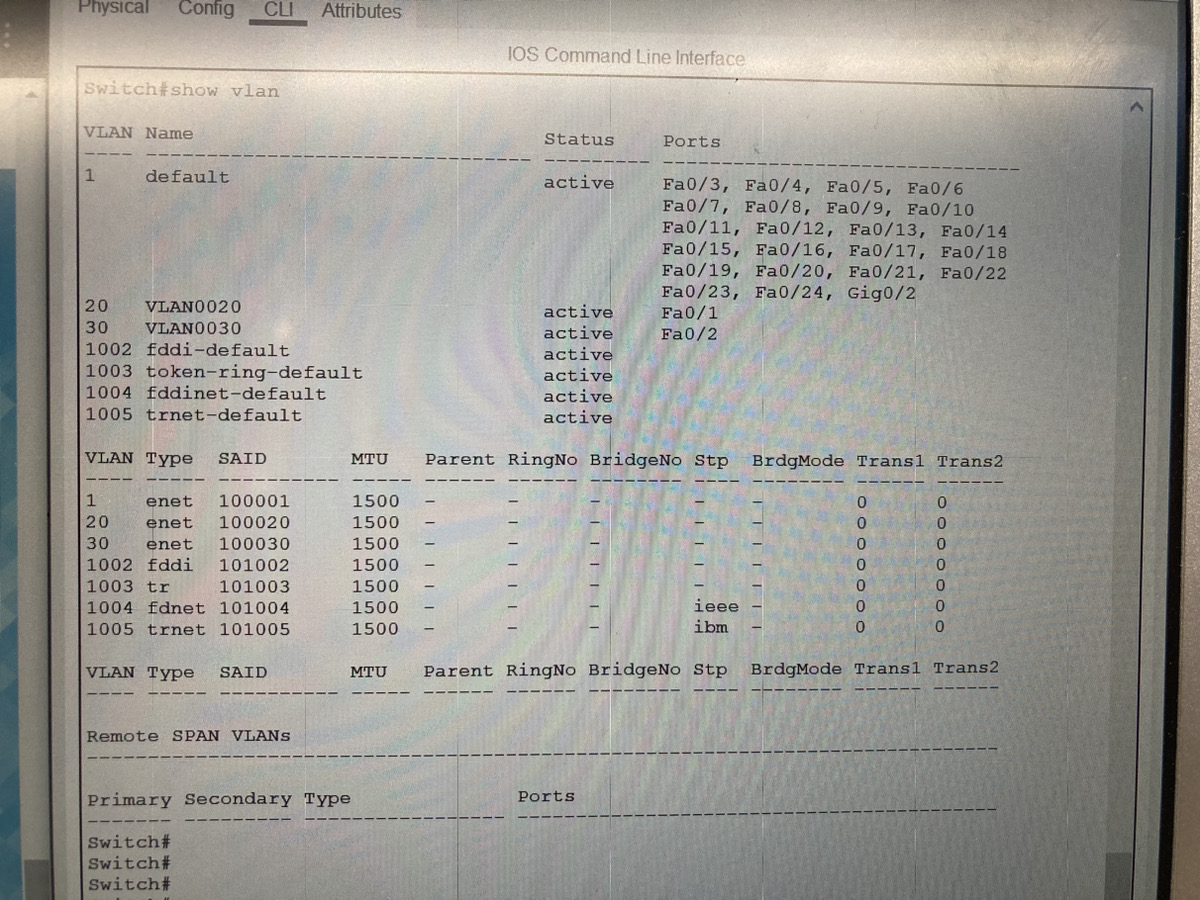 Physical Config CLI Attributes
IOS Command Line Interface
Switch#show vlan
VLAN Name Status Ports
---- -------------------------------- --------- -------------------------------
1 default active Fa0/3, Fa0/4, Fa0/5, Fa0/6
Fa0/7, Fa0/8, Fa0/9, Fa0/10
Fa0/11, Fa0/12, Fa0/13, Fa0/14
Fa0/15, Fa0/16, Fa0/17, Fa0/18
Fa0/19, Fa0/20, Fa0/21, Fa0/22
Fa0/23, Fa0/24, Gig0/2
20 VLAN0020 active Fa0/1
30 VLAN0030 active Fa0/2
1002 fddi-default active
1003 token-ring-default active
1004 fddinet-default active
1005 trnet-default active
VLAN Type SAID MTU Parent RingNo BridgeNo Stp BrdgMode Trans1 Trans2
---- ----- ---------- ----- ------ ------ -------- ---- -------- ------ ------
1 enet 100001 1500 - - - - - 0 0
20 enet 100020 1500 - - - - - 0 0
30 enet 100030 1500 - - - - - 0 0
1002 fddi 101002 1500 - - - - - 0 0
1003 tr 101003 1500 - - - - - 0 0
1004 fdnet 101004 1500 - - - ieee - 0 0
1005 trnet 101005 1500 - - - ibm - 0 0
VLAN Type SAID MTU Parent RingNo BridgeNo Stp BrdgMode Trans1 Trans2
---- ----- ---------- ----- ------ ------ -------- ---- -------- ------ ------
Remote SPAN VLANs
------------------------------------------------------------------------------
Primary Secondary Type Ports
------- --------- ----------------- ------------------------------------------
Switch#
Switch#
Switch#